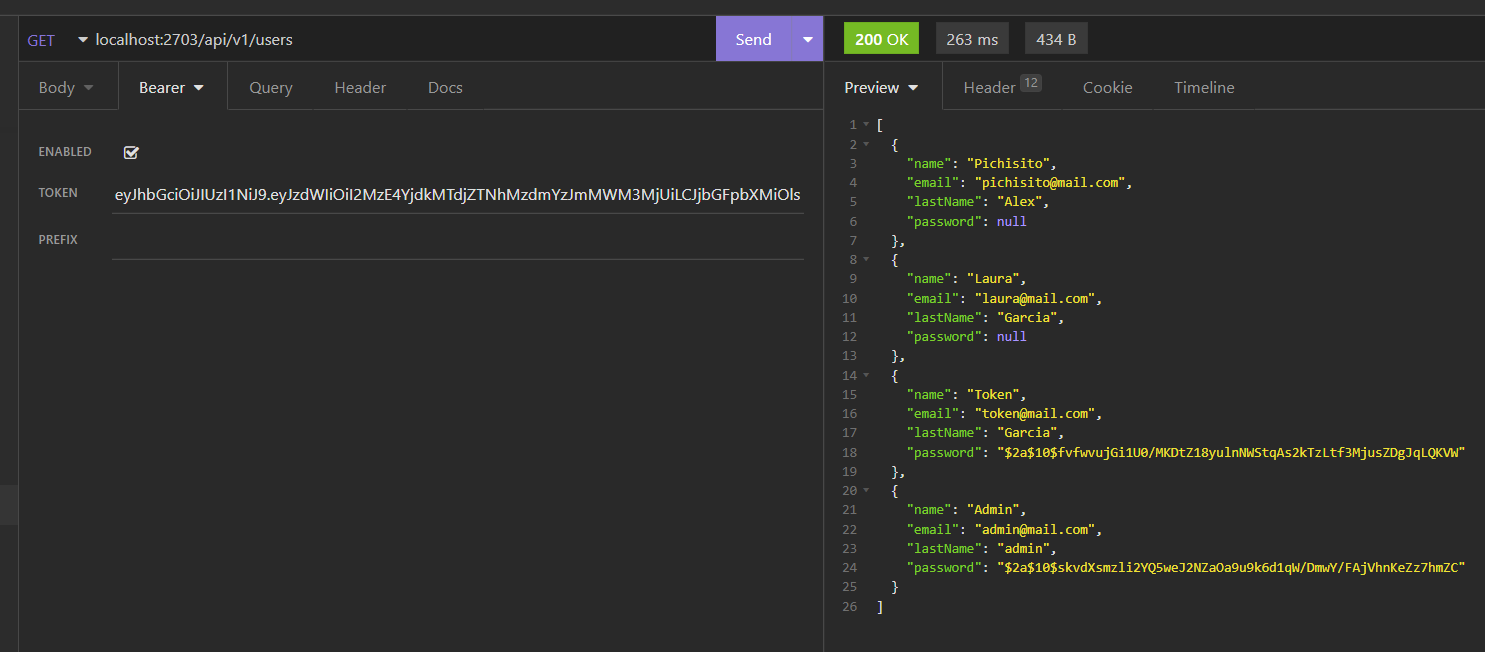 GET localhost:2703/api/v1/users Send
200 OK 263 ms 434 B
Body Bearer Query Header Docs
ENABLED
TOKEN eyJhbGciOiJIUzI1NiJ9.eyJzdWIiOiI2MzE4YjdkMTdjZTNhMzdmYzJmMWM3MjUiLCJjbGFpbXMiOls
PREFIX
Preview Header 12 Cookie Timeline
1 [
2 {
3 "name": "Pichisito",
4 "email": "pichisito@mail.com",
5 "lastName": "Alex",
6 "password": null
7 },
8 {
9 "name": "Laura",
10 "email": "laura@mail.com",
11 "lastName": "Garcia",
12 "password": null
13 },
14 {
15 "name": "Token",
16 "email": "token@mail.com",
17 "lastName": "Garcia",
18 "password": "$2a$10$fvfwvujGi1U0/MKDtZ18yulnNWStqAs2kTzLtf3MjusZDgJqLQKVW"
19 },
20 {
21 "name": "Admin",
22 "email": "admin@mail.com",
23 "lastName": "admin",
24 "password": "$2a$10$skvdXsmzli2YQ5weJ2NZaOa9u9k6d1qW/DmwY/FAjVhnKeZz7hmZC"
25 }
26 ]